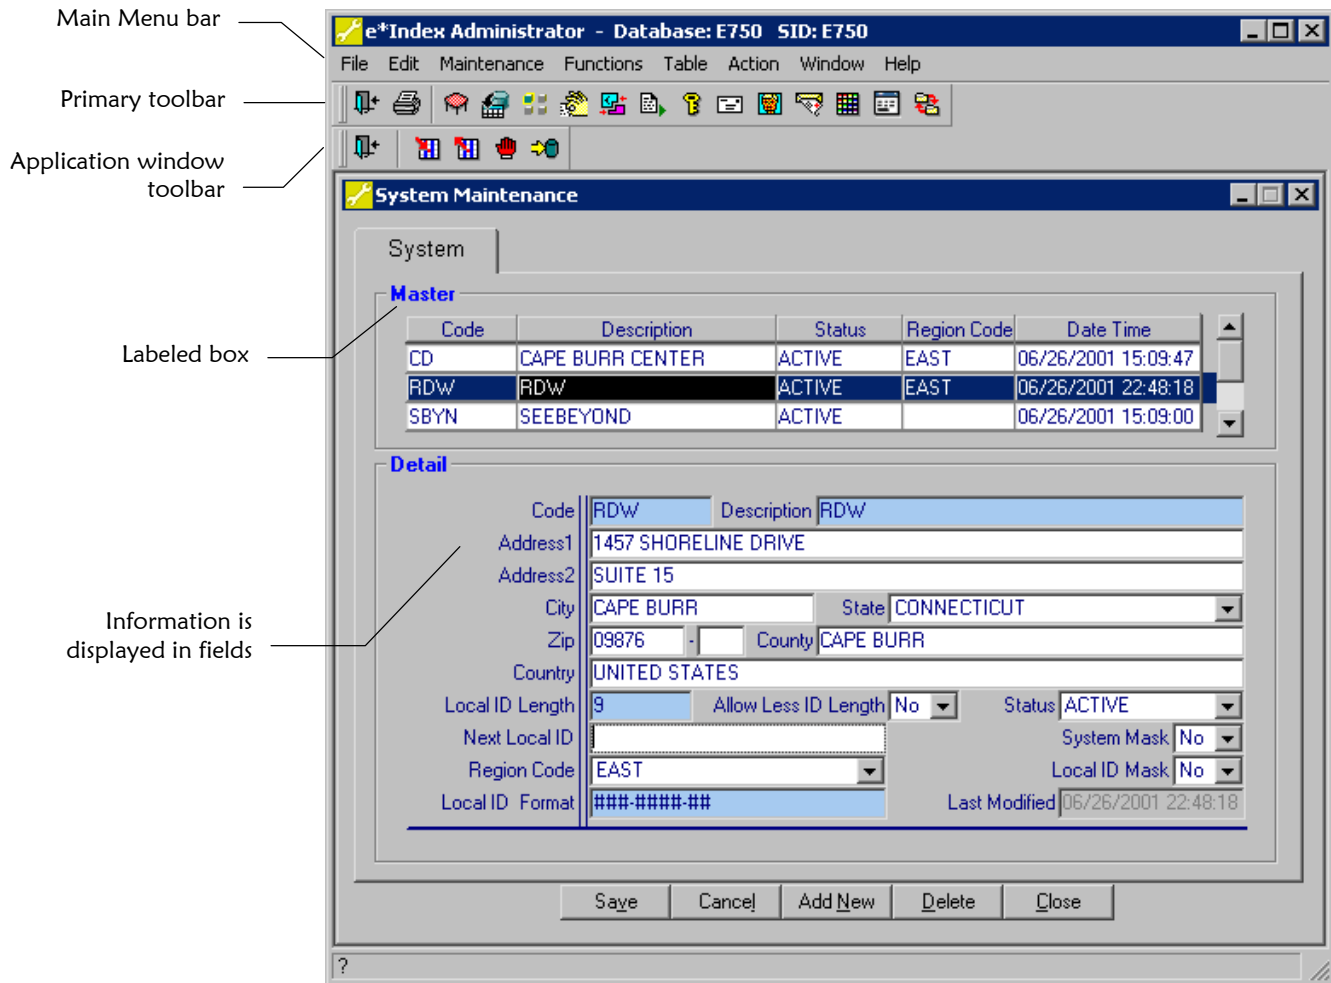 Main Menu bar
e*Index Administrator - Database: E750 SID: E750
File Edit Maintenance Functions Table Action Window Help
Primary toolbar
Application window
toolbar
System Maintenance
System
Master
Labeled box
Code Description Status Region Code Date Time
CD CAPE BURR CENTER ACTIVE EAST 06/26/2001 15:09:47
RDW RDW ACTIVE EAST 06/26/2001 22:48:18
SBYN SEEBEYOND ACTIVE 06/26/2001 15:09:00
Detail
Code RDW Description RDW
Address1 1457 SHORELINE DRIVE
Address2 SUITE 15
City CAPE BURR State CONNECTICUT
Information is
displayed in fields
Zip 09876 - County CAPE BURR
Country UNITED STATES
Local ID Length 9 Allow Less ID Length No Status ACTIVE
Next Local ID System Mask No
Region Code EAST Local ID Mask No
Local ID Format ###-####-## Last Modified 06/26/2001 22:48:18
Save Cancel Add New Delete Close
?